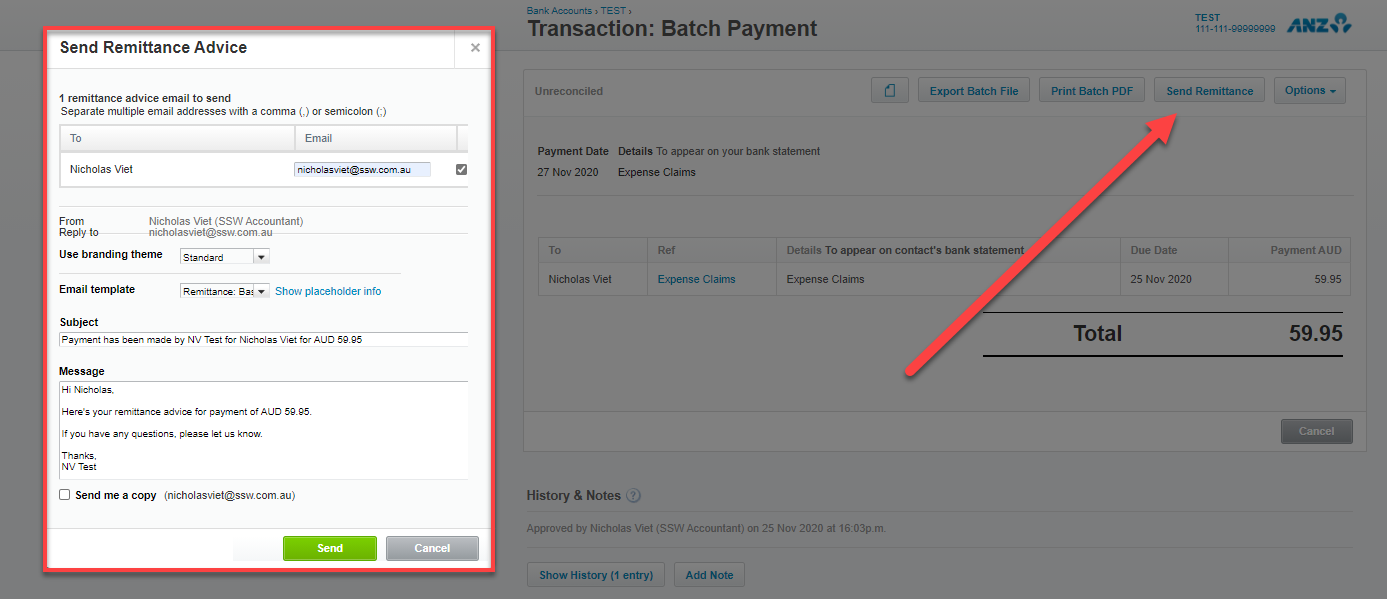 Send Remittance Advice
×
1 remittance advice email to send
Separate multiple email addresses with a comma (,) or semicolon (;)
To Email
Nicholas Viet nicholasviet@ssw.com.au
From Nicholas Viet (SSW Accountant)
Reply to nicholasviet@ssw.com.au
Use branding theme Standard
Email template Remittance: Bas Show placeholder info
Subject
Payment has been made by NV Test for Nicholas Viet for AUD 59.95
Message
Hi Nicholas,
Here's your remittance advice for payment of AUD 59.95.
If you have any questions, please let us know.
Thanks,
NV Test
Send me a copy (nicholasviet@ssw.com.au)
Send Cancel
Bank Accounts › TEST ›
Transaction: Batch Payment
TEST
111-111-99999999
ANZ
Unreconciled Export Batch File Print Batch PDF Send Remittance Options
Payment Date Details To appear on your bank statement
27 Nov 2020 Expense Claims
To Ref Details To appear on contact's bank statement Due Date Payment AUD
Nicholas Viet Expense Claims Expense Claims 25 Nov 2020 59.95
Total 59.95
Cancel
History & Notes ?
Approved by Nicholas Viet (SSW Accountant) on 25 Nov 2020 at 16:03p.m.
Show History (1 entry) Add Note